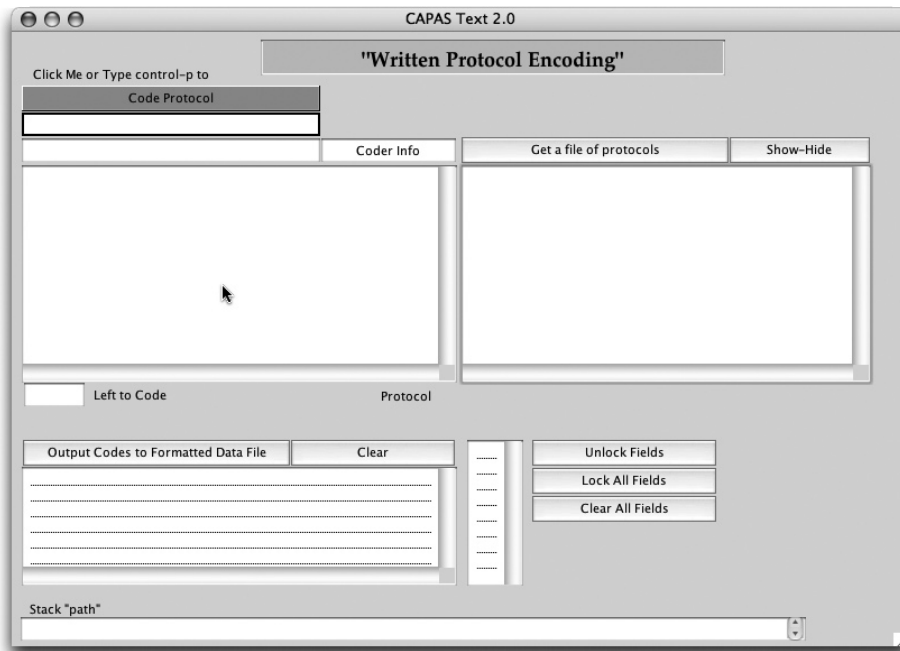 CAPAS Text 2.0
"Written Protocol Encoding"
Click Me or Type control-p to
Code Protocol
Coder Info
Get a file of protocols
Show-Hide
Left to Code
Protocol
Output Codes to Formatted Data File
Clear
Unlock Fields
Lock All Fields
Clear All Fields
Stack "path"